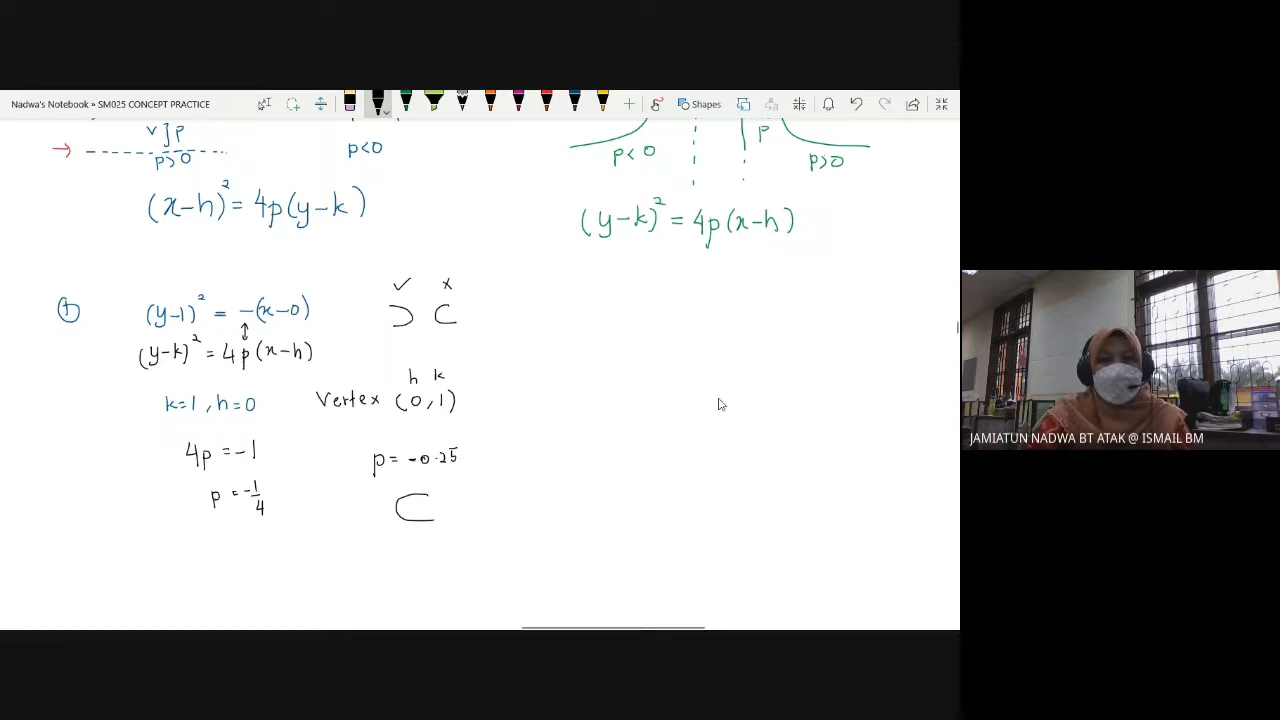 Nadwa's Notebook » SM025 CONCEPT PRACTICE
Shapes
v ] p
p>0
p<0
(x-h)² = 4p(y-k)
p
p<0
p>0
(y-k)² = 4p(x-h)
✓ x
(y-1)² = -(x-0)
(y-k)² = 4p(x-h)
h k
k=1, h=0
Vertex (0,1)
4p = -1
p = -0.25
p = -1/4
JAMIATUN NADWA BT ATAK @ ISMAIL BM